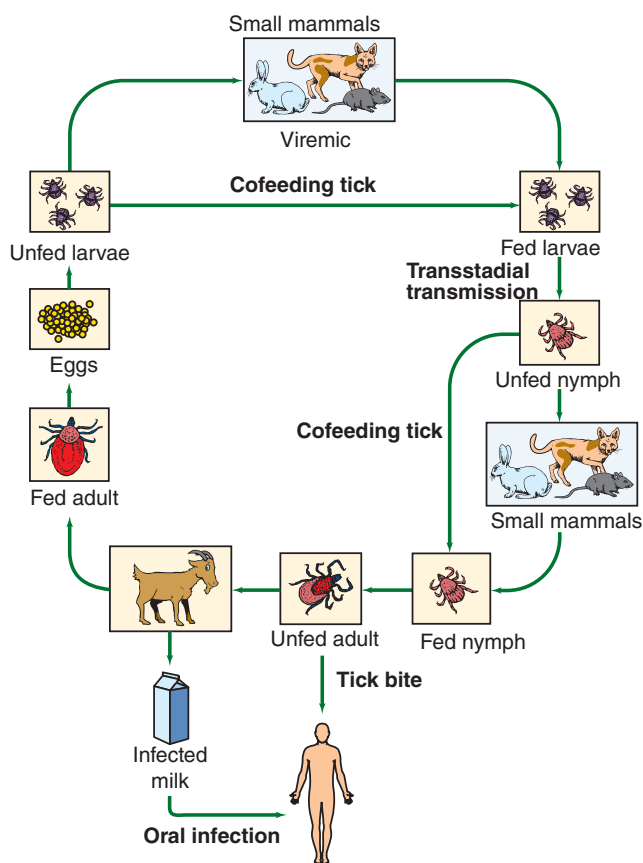 Small mammals
Viremic
Cofeeding tick
Unfed larvae
Fed larvae
Transstadial
transmission
Eggs
Unfed nymph
Cofeeding tick
Fed adult
Small mammals
Unfed adult
Fed nymph
Tick bite
Infected
milk
Oral infection